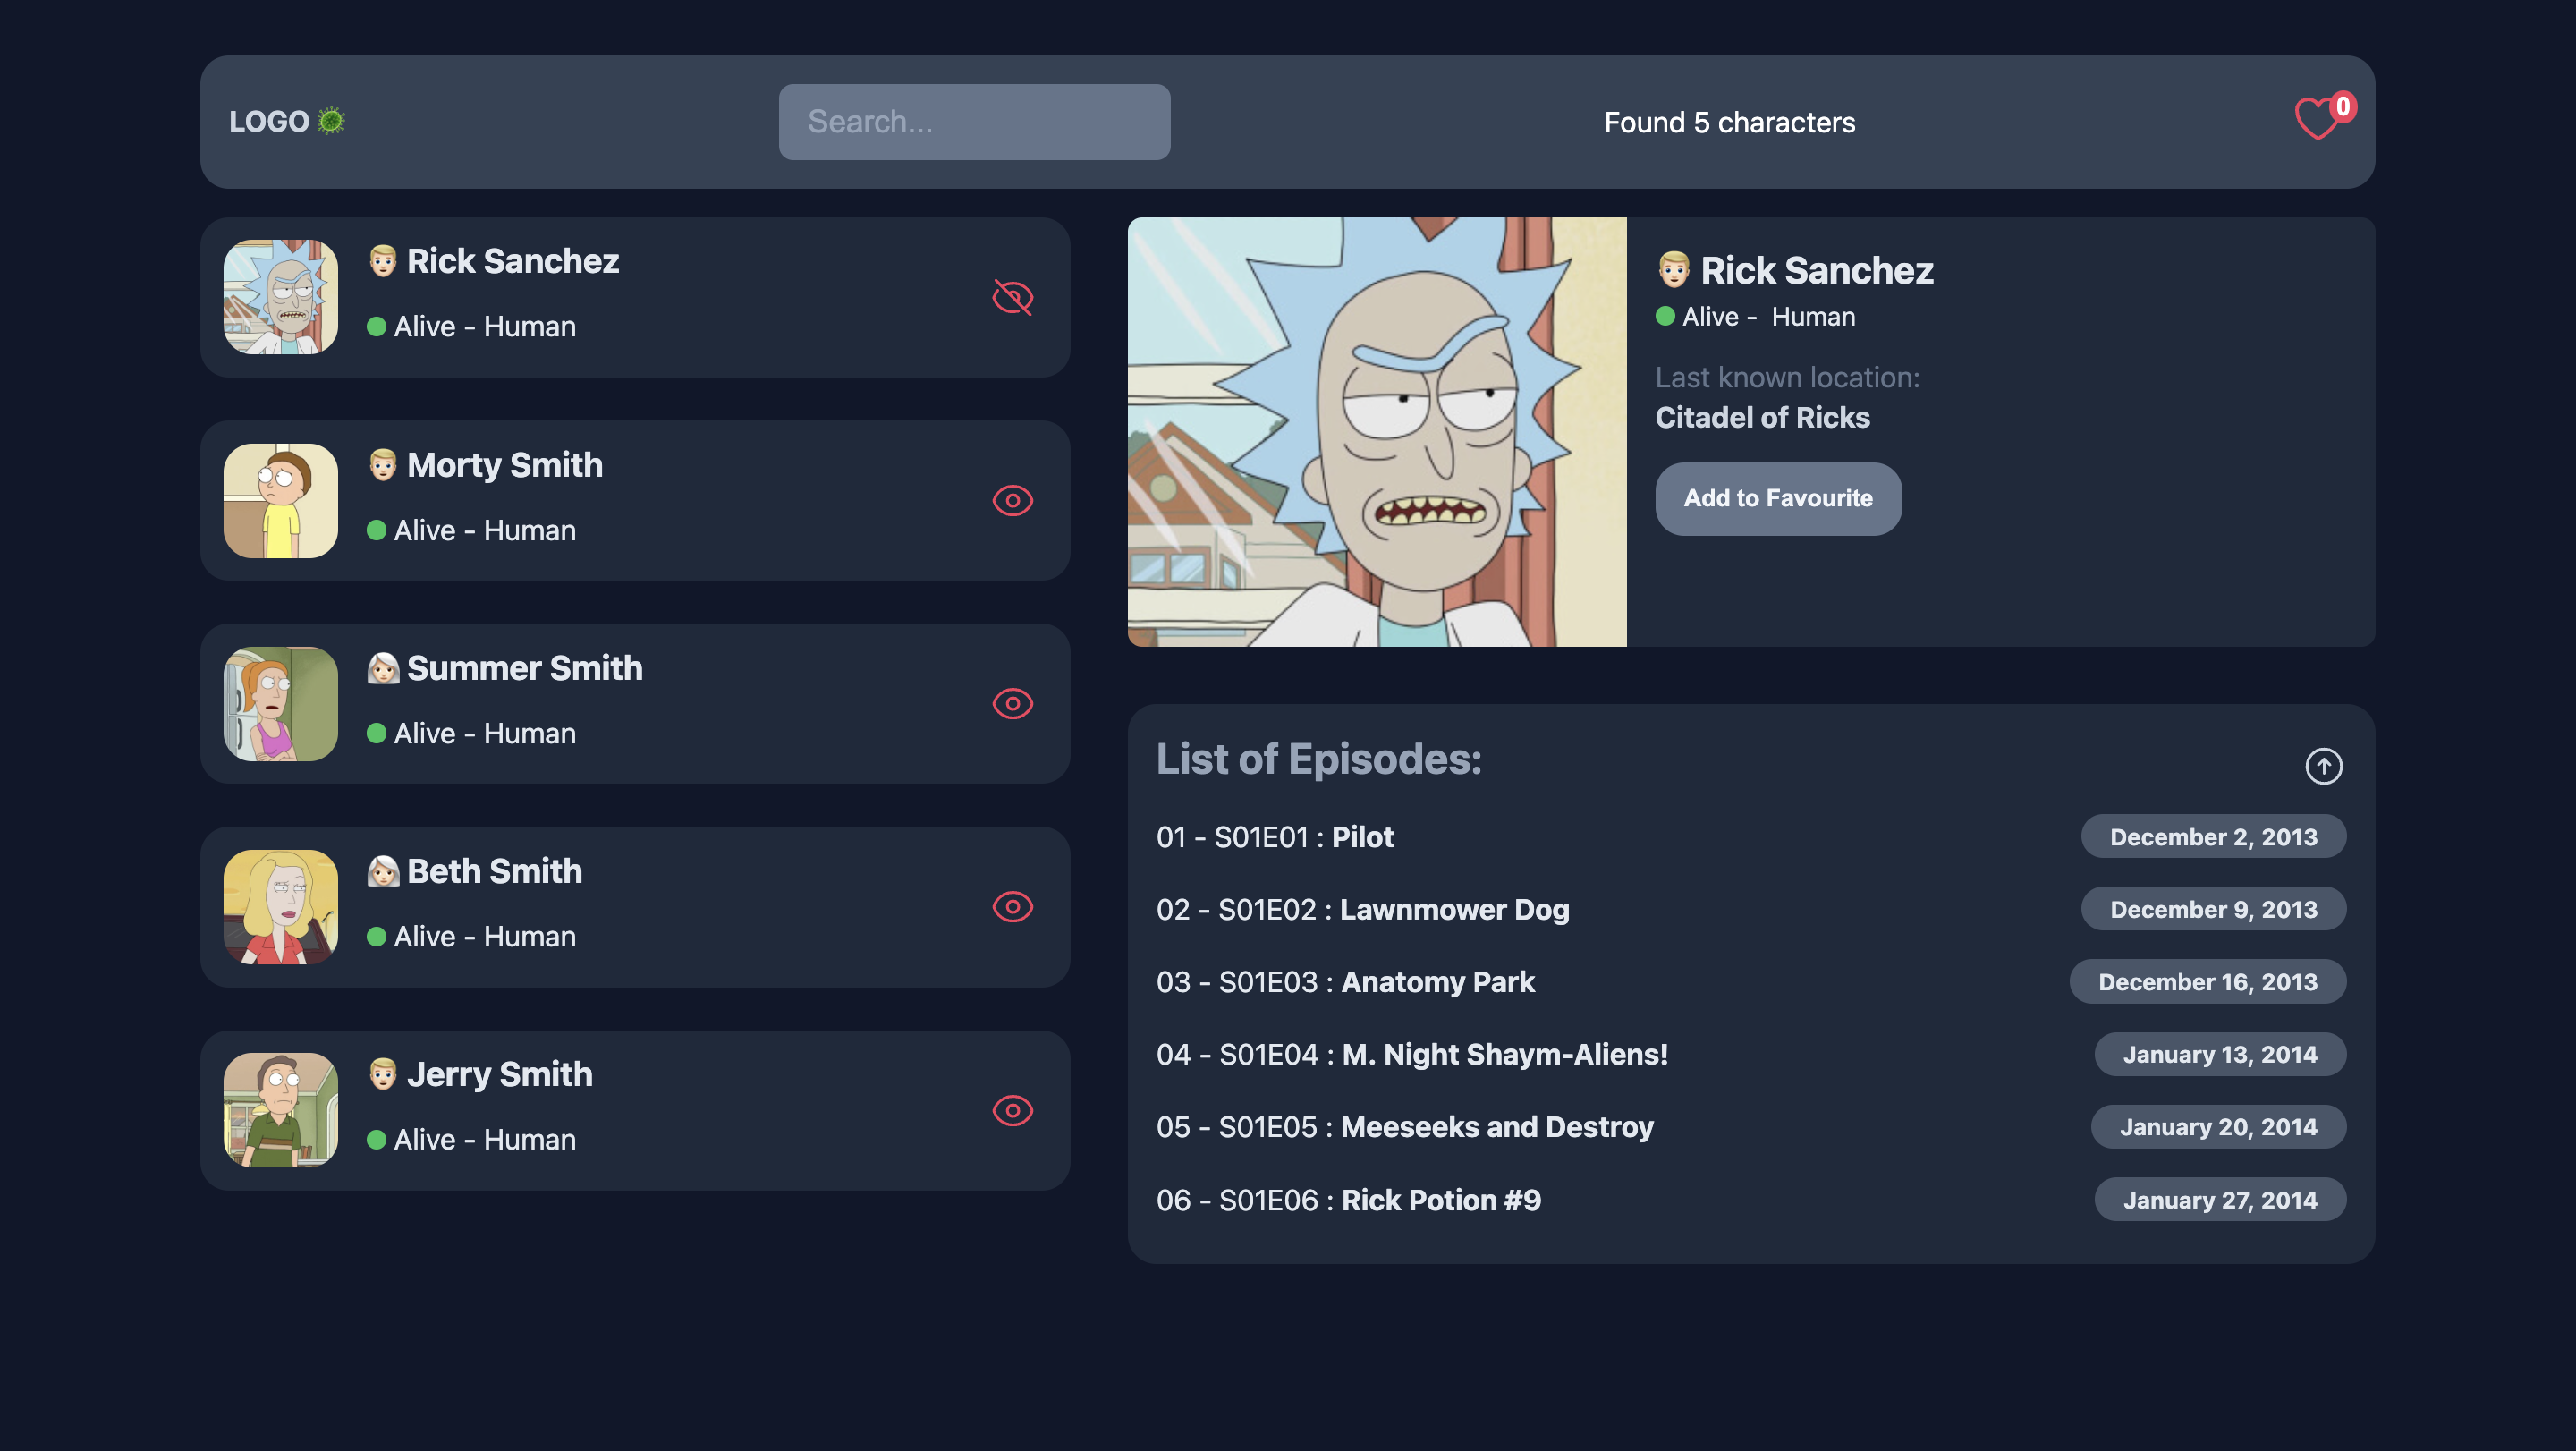 LOGO
Search...
Found 5 characters
0
Rick Sanchez
Alive - Human
Morty Smith
Alive - Human
Summer Smith
Alive - Human
Beth Smith
Alive - Human
Jerry Smith
Alive - Human
Rick Sanchez
Alive - Human
Last known location:
Citadel of Ricks
Add to Favourite
List of Episodes:
01 - S01E01 : Pilot December 2, 2013
02 - S01E02 : Lawnmower Dog December 9, 2013
03 - S01E03 : Anatomy Park December 16, 2013
04 - S01E04 : M. Night Shaym-Aliens! January 13, 2014
05 - S01E05 : Meeseeks and Destroy January 20, 2014
06 - S01E06 : Rick Potion #9 January 27, 2014